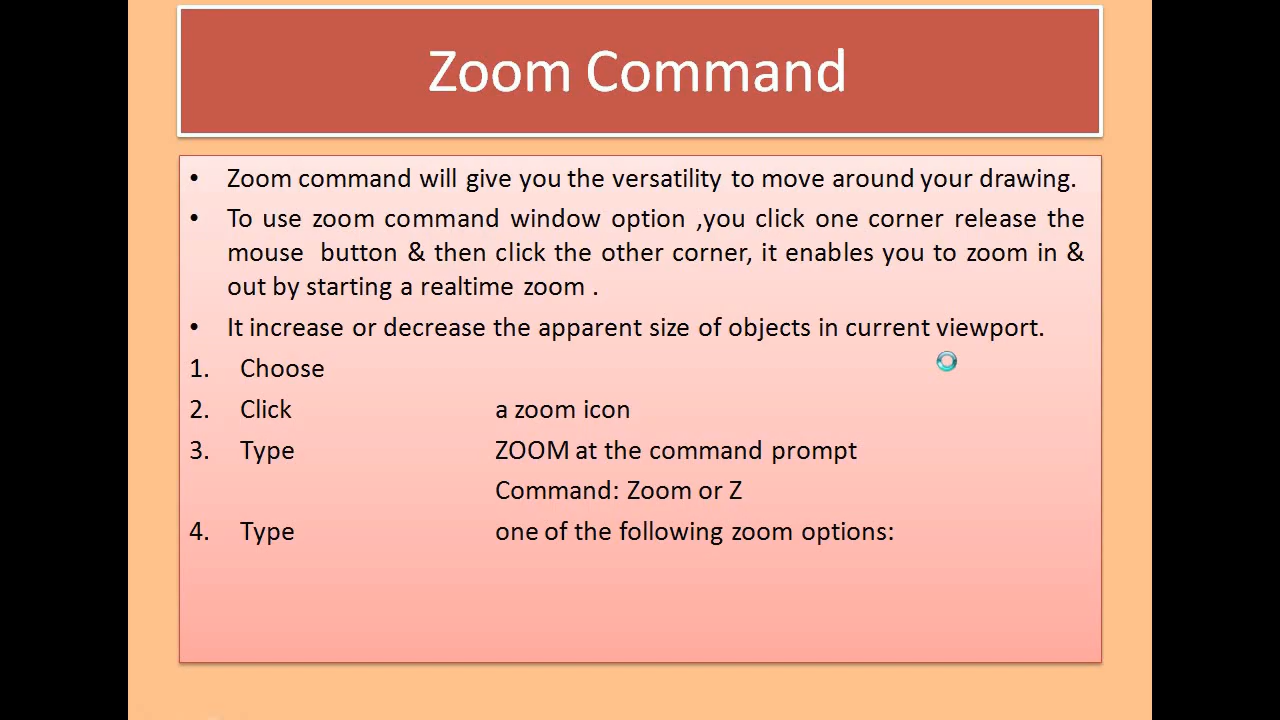 Zoom Command
• Zoom command will give you the versatility to move around your drawing.
• To use zoom command window option ,you click one corner release the
mouse button & then click the other corner, it enables you to zoom in &
out by starting a realtime zoom .
• It increase or decrease the apparent size of objects in current viewport.
1. Choose
2. Click a zoom icon
3. Type ZOOM at the command prompt
Command: Zoom or Z
4. Type one of the following zoom options: